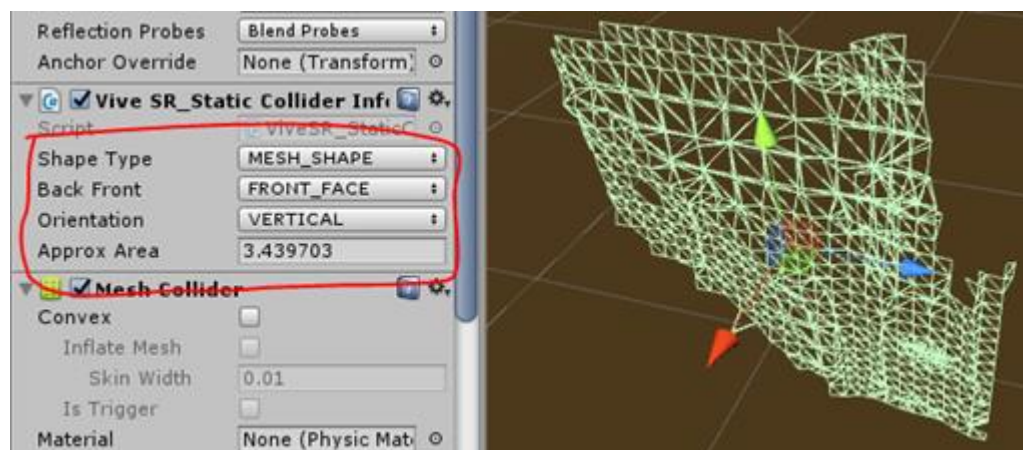 Reflection Probes Blend Probes
Anchor Override None (Transform)
Vive SR_Static Collider Inf
Script ViveSR_StaticC
Shape Type MESH_SHAPE
Back Front FRONT_FACE
Orientation VERTICAL
Approx Area 3.439703
Mesh Collider
Convex
Inflate Mesh
Skin Width 0.01
Is Trigger
Material None (Physic Mat